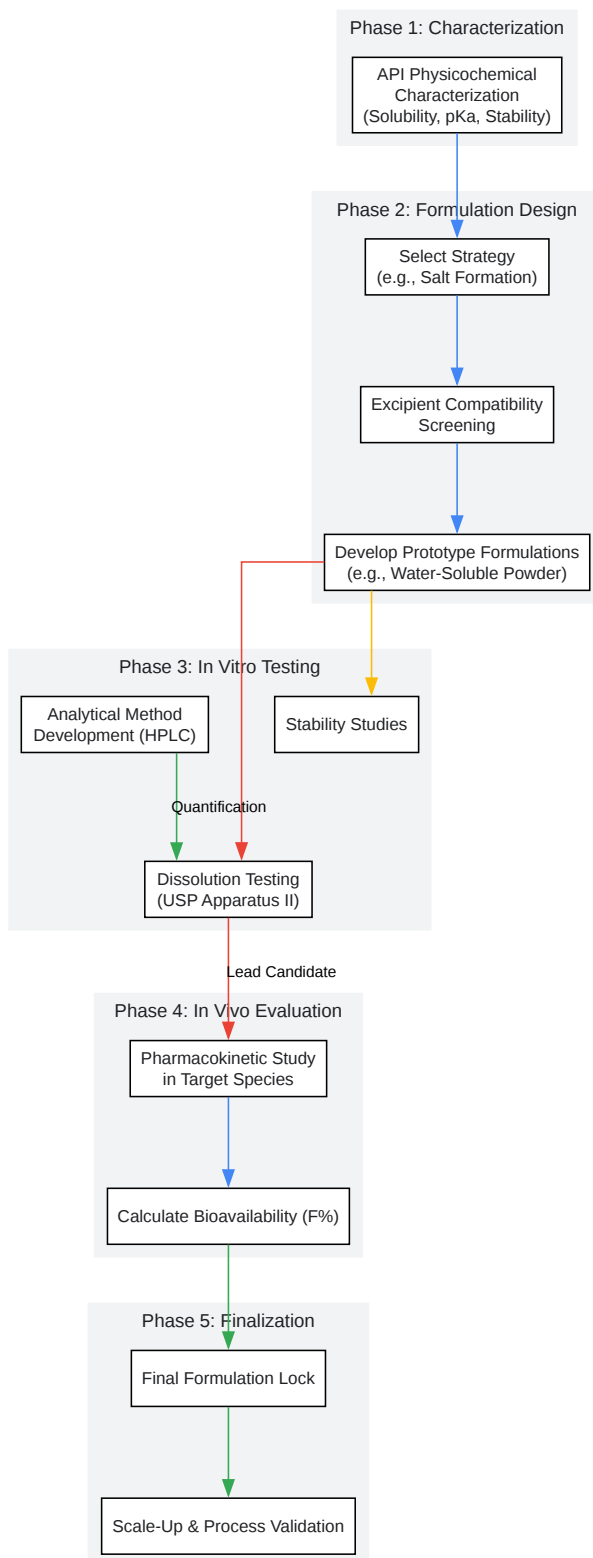 Phase 1: Characterization
API Physicochemical
Characterization
(Solubility, pKa, Stability)
Phase 2: Formulation Design
Select Strategy
(e.g., Salt Formation)
Excipient Compatibility
Screening
Develop Prototype Formulations
(e.g., Water-Soluble Powder)
Phase 3: In Vitro Testing
Analytical Method
Development (HPLC)
Stability Studies
Quantification
Dissolution Testing
(USP Apparatus II)
Lead Candidate
Phase 4: In Vivo Evaluation
Pharmacokinetic Study
in Target Species
Calculate Bioavailability (F%)
Phase 5: Finalization
Final Formulation Lock
Scale-Up & Process Validation